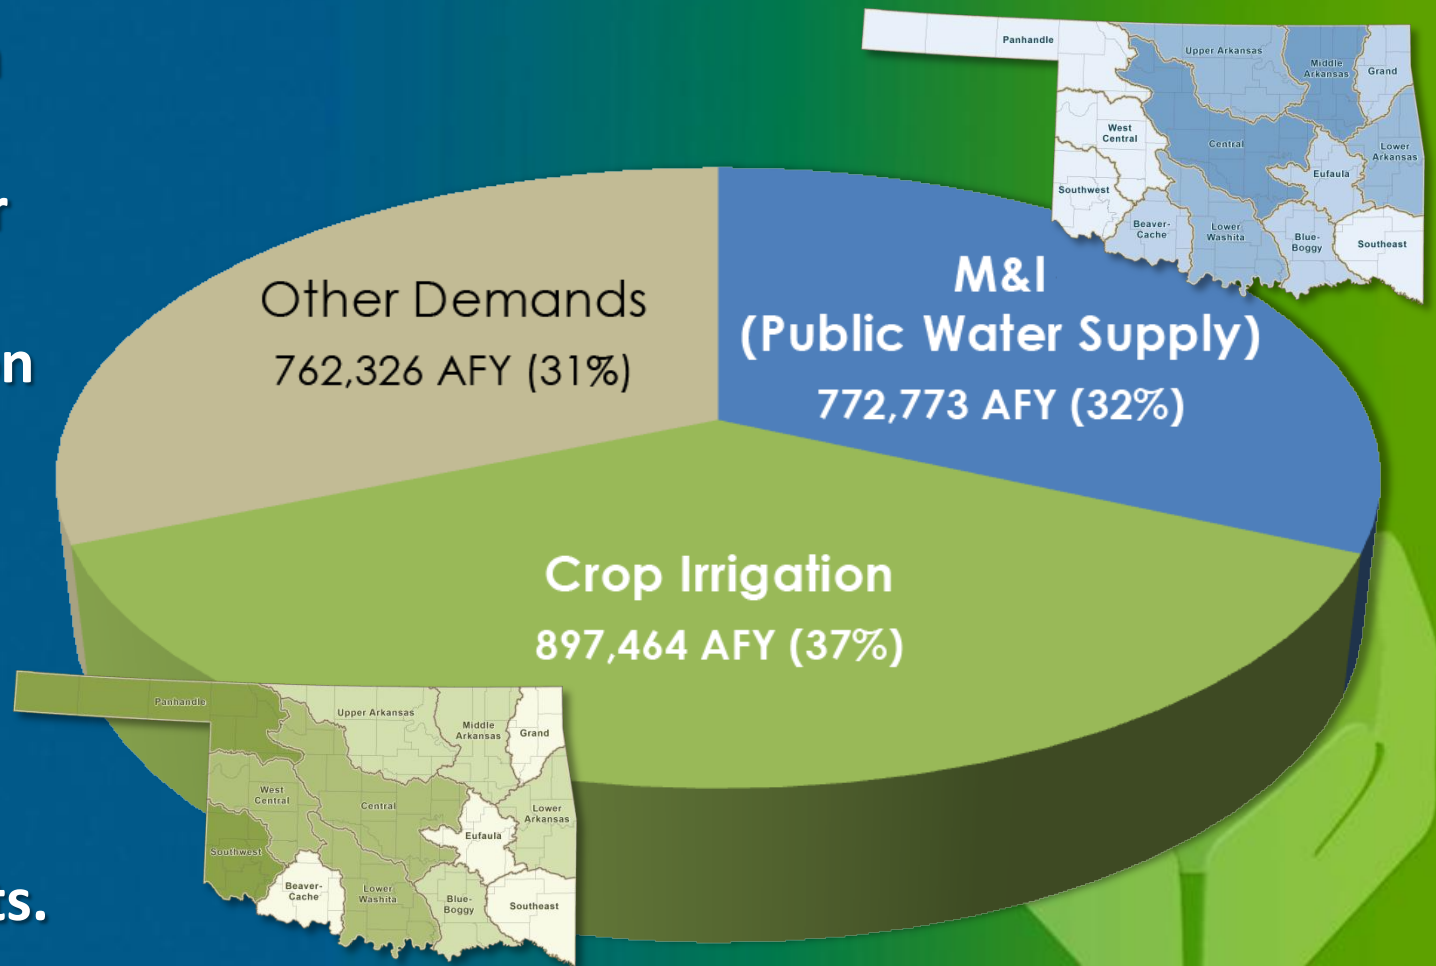 Panhandle
Upper Arkansas
Middle
Arkansas
Grand
West
Central
Central
Lower
Arkansas
Eufaula
Southwest
Beaver-
Cache
Lower
Washita
Blue-
Boggy
Southeast
Other Demands
762,326 AFY (31%)
M&I
(Public Water Supply)
772,773 AFY (32%)
Crop Irrigation
897,464 AFY (37%)
Panhandle
Upper Arkansas
Middle
Arkansas
Grand
West
Central
Central
Lower
Arkansas
Eufaula
Southwest
Beaver-
Cache
Lower
Washita
Blue-
Boggy
Southeast